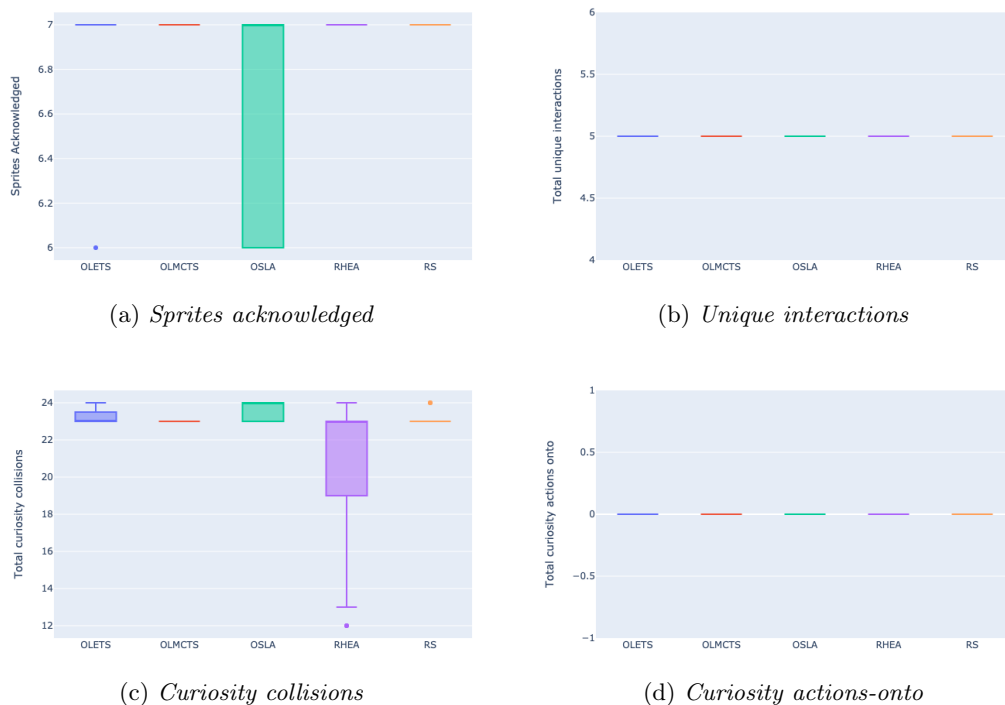 Sprites Acknowledged
7
6.8
6.6
6.4
6.2
6
OLETS OLMCTS OSLA RHEA RS
(a) Sprites acknowledged
Total unique interactions
6
5.5
5
4.5
4
OLETS OLMCTS OSLA RHEA RS
(b) Unique interactions
Total curiosity collisions
24
22
20
18
16
14
12
OLETS OLMCTS OSLA RHEA RS
(c) Curiosity collisions
Total curiosity actions onto
1
0.5
0
−0.5
−1
OLETS OLMCTS OSLA RHEA RS
(d) Curiosity actions-onto